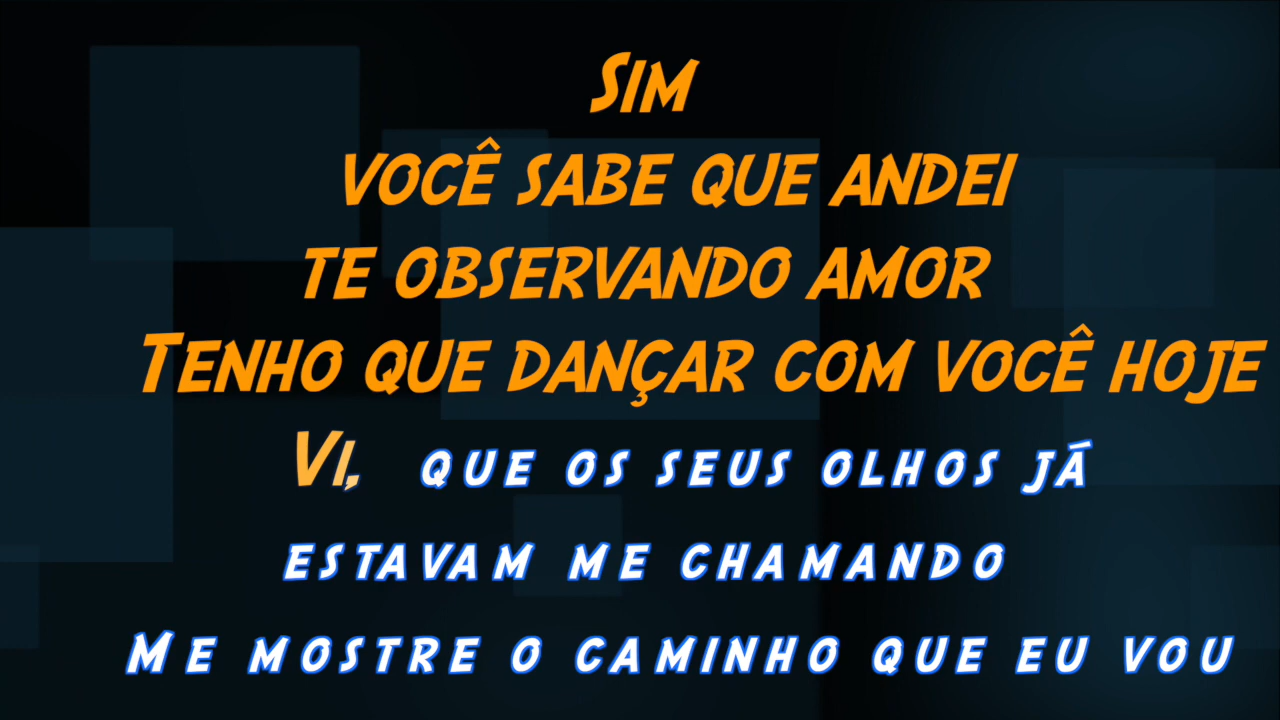 Sim
você sabe que andei
te observando amor
Tenho que dançar com você hoje
Vi, que os seus olhos já
estavam me chamando
Me mostre o caminho que eu vou